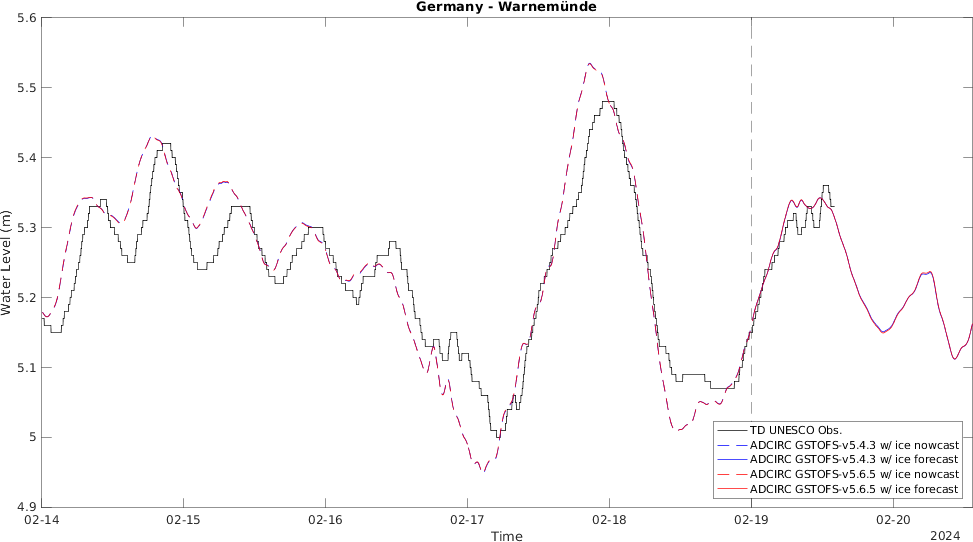 Germany - Warnemünde
5.6
5.5
5.4
5.3
5.2
5.1
5
4.9
Water Level (m)
02-14 02-15 02-16 02-17 02-18 02-19 02-20
Time
2024
TD UNESCO Obs.
ADCIRC GSTOFS-v5.4.3 w/ ice nowcast
ADCIRC GSTOFS-v5.4.3 w/ ice forecast
ADCIRC GSTOFS-v5.6.5 w/ ice nowcast
ADCIRC GSTOFS-v5.6.5 w/ ice forecast